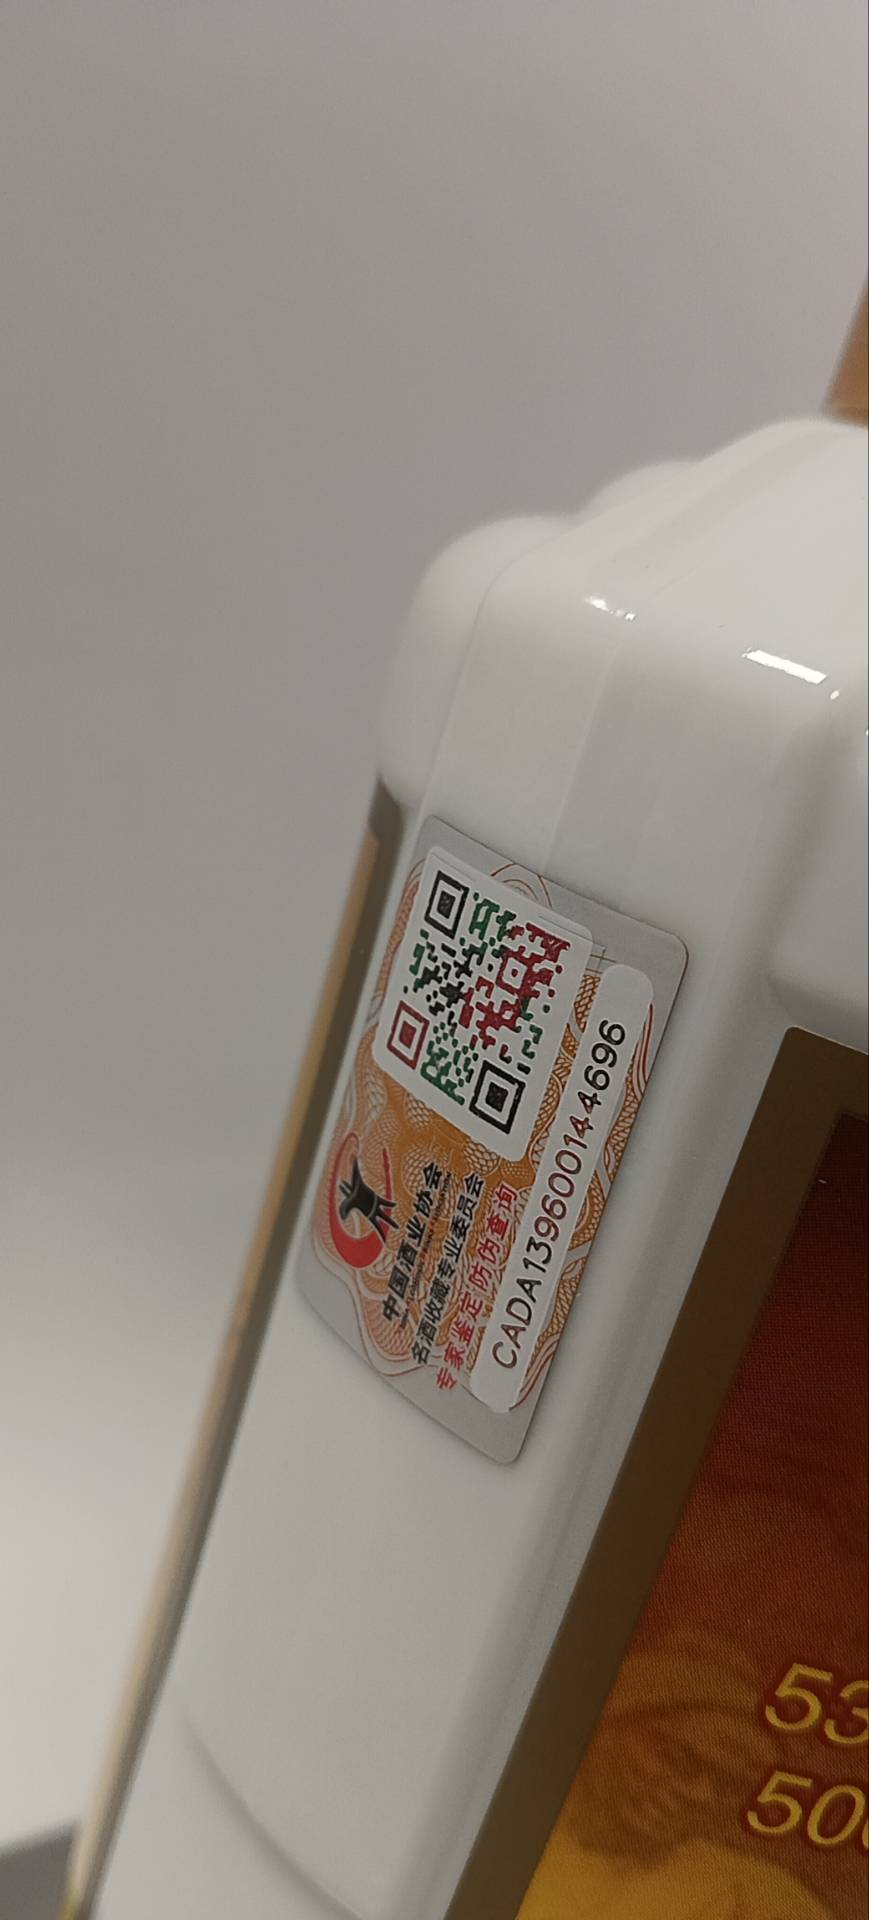 中国酒业协会
名酒收藏专业委员会
专家鉴定 防伪查询
CADA139600144696
53
50